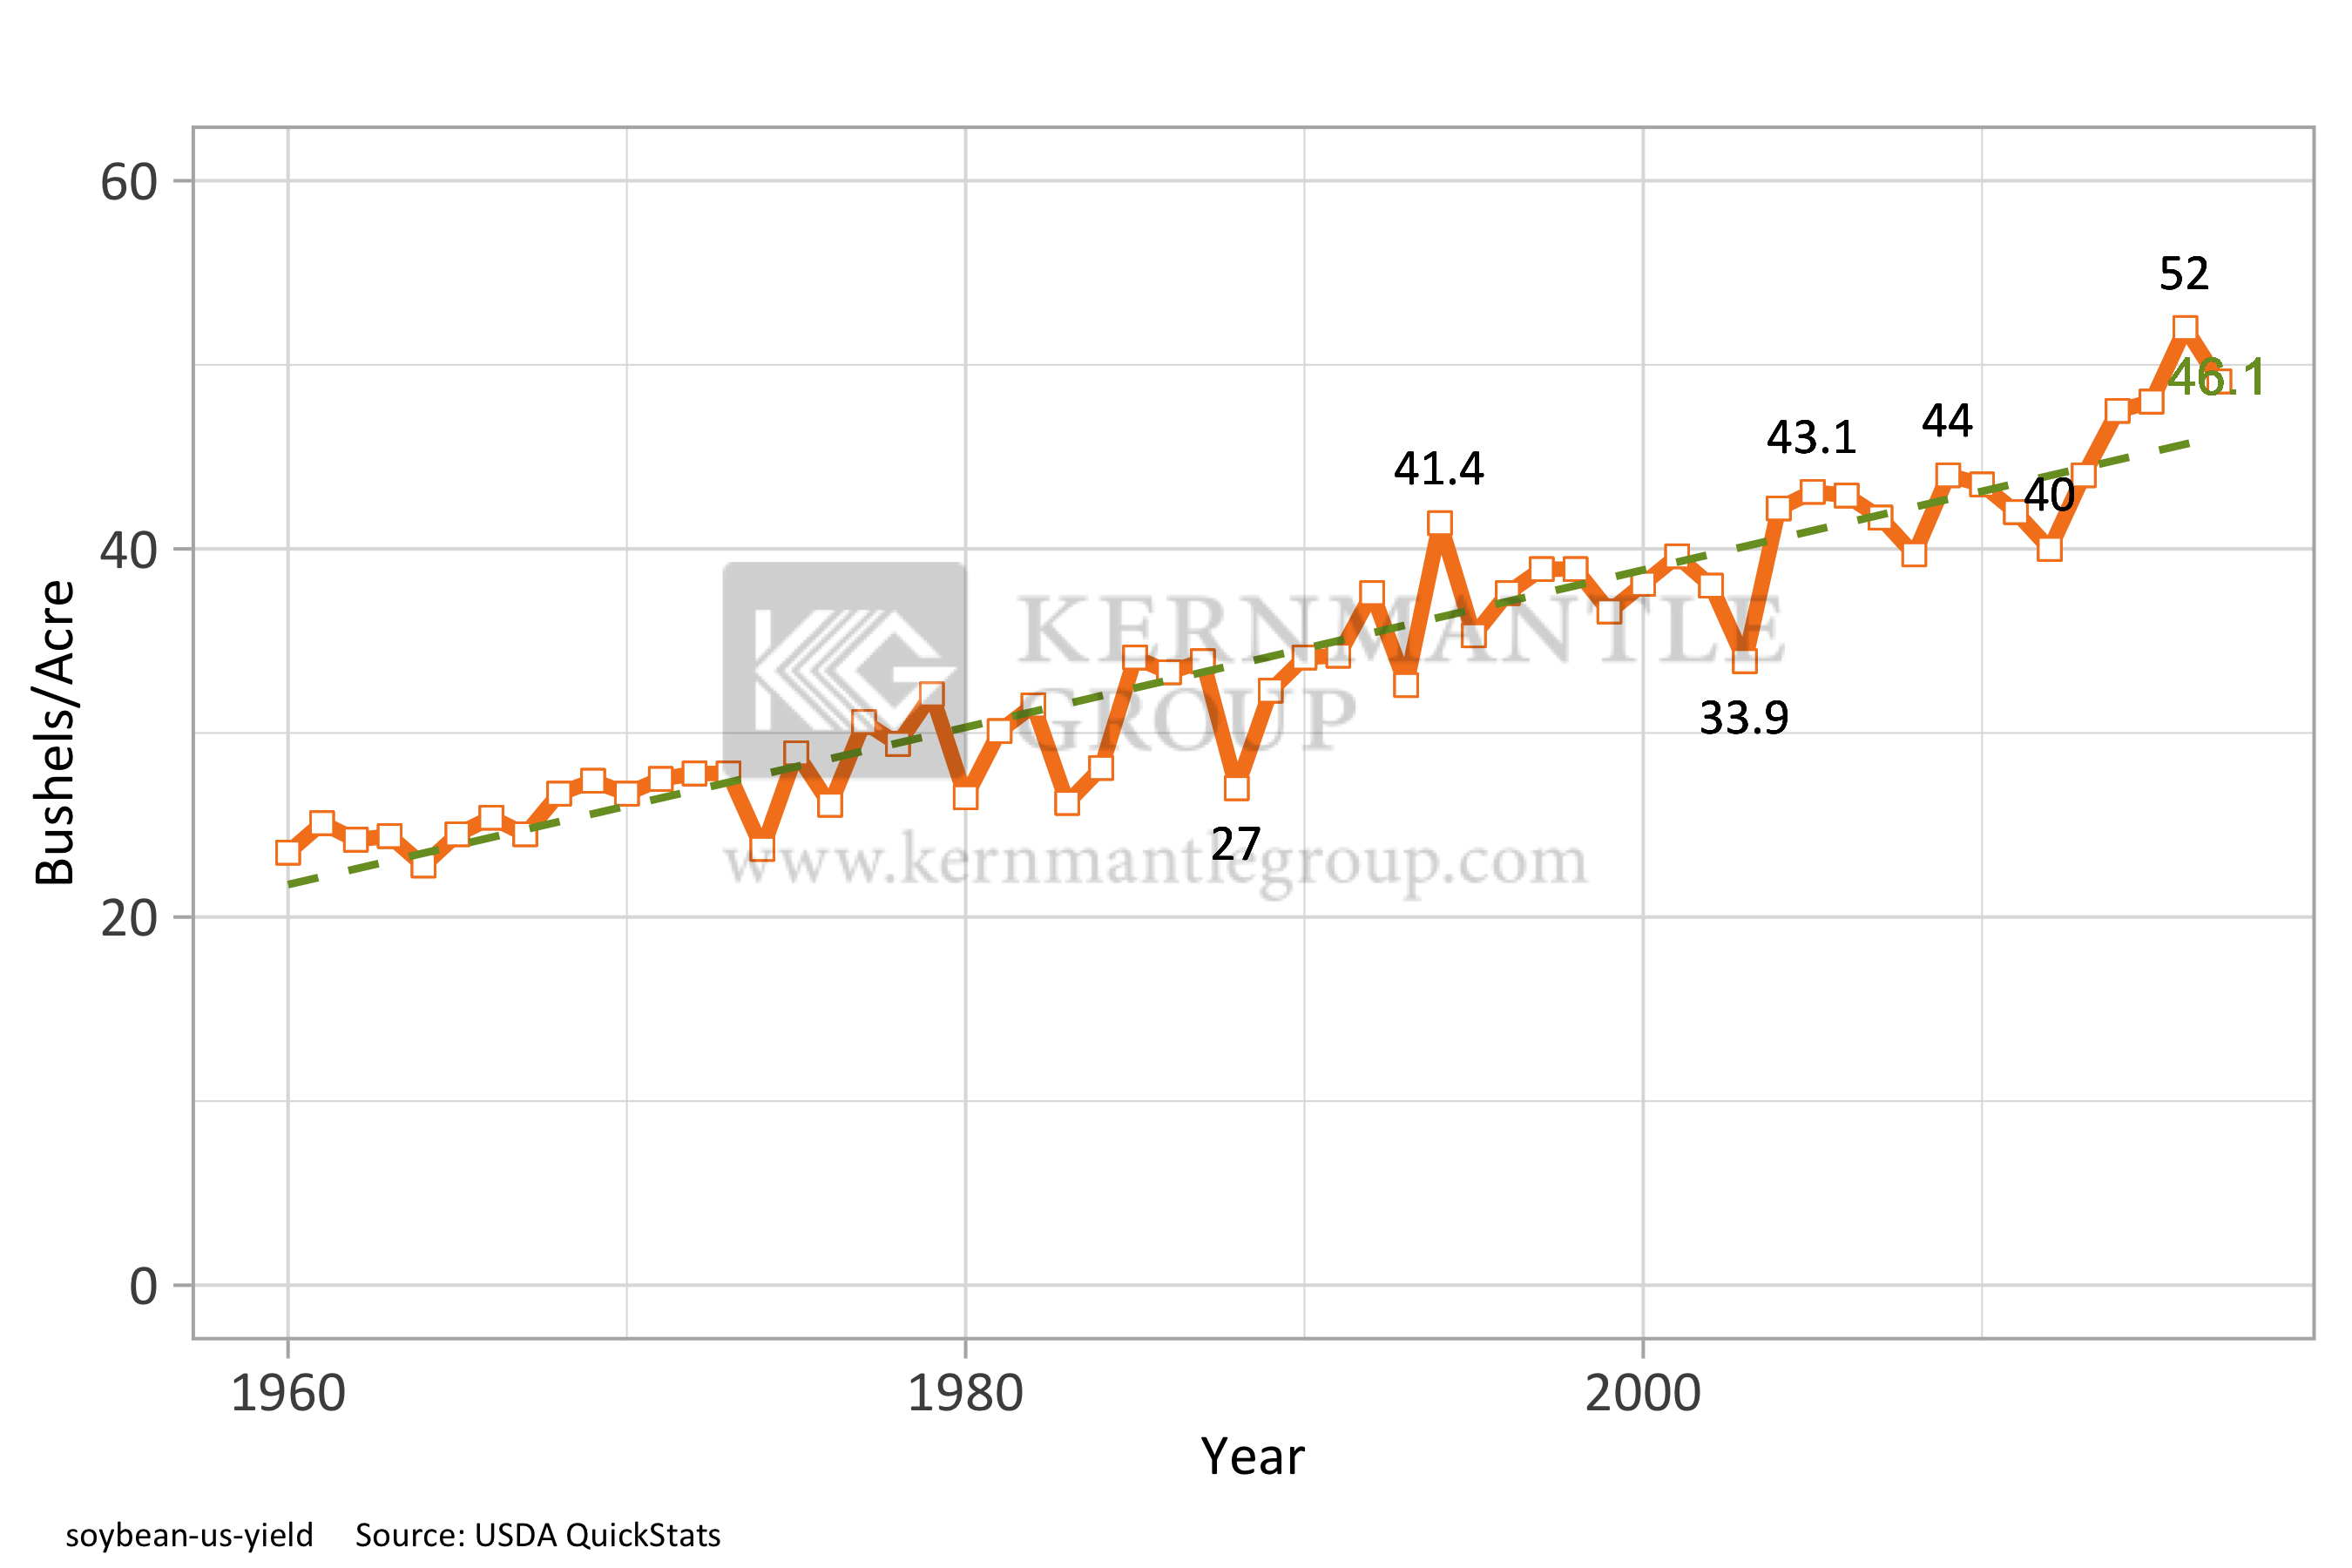 60
52
46.1
44
43.1
41.4
40
40
KERNMANTLE
GROUP
33.9
27
www.kernmantlegroup.com
20
0
Bushels/Acre
1960 1980 2000
Year
soybean-us-yield Source: USDA QuickStats